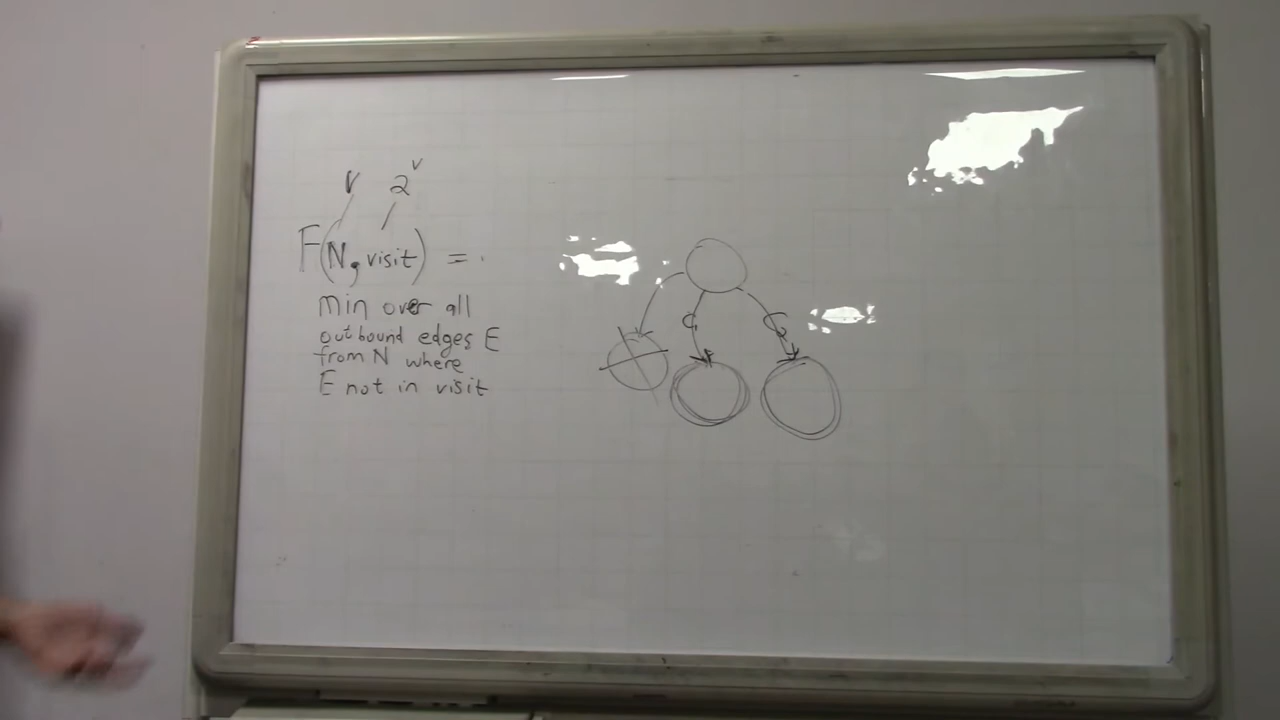 V 2^V
F(N, visit) =
min over all
outbound edges E
from N where
E not in visit
C C